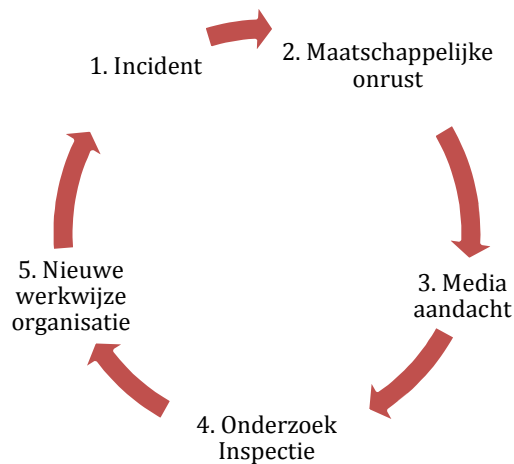 1. Incident
2. Maatschappelijke
onrust
3. Media
aandacht
4. Onderzoek
Inspectie
5. Nieuwe
werkwijze
organisatie